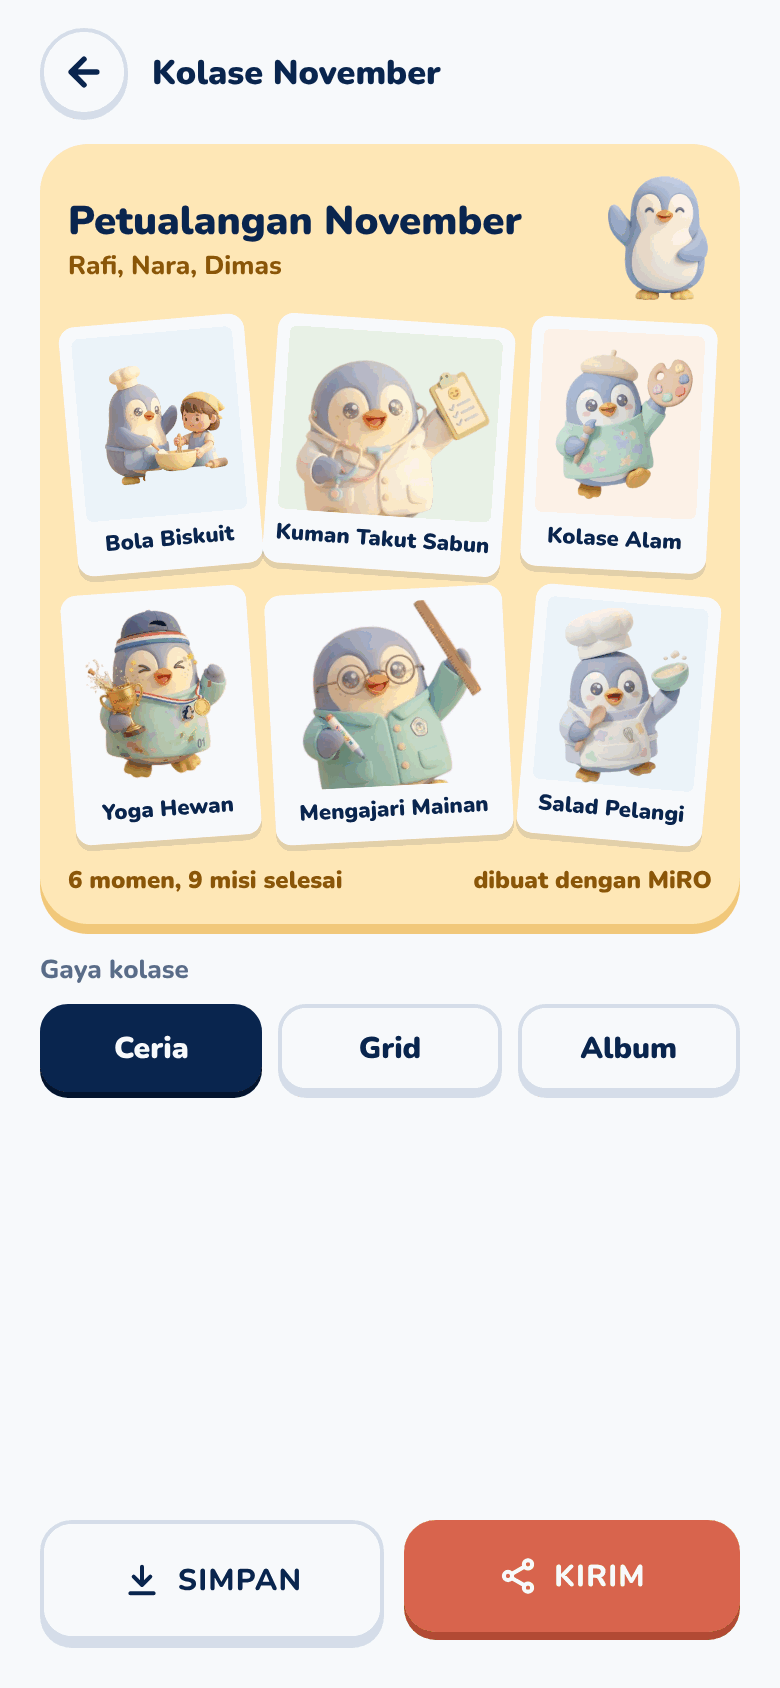 Kolase November
Petualangan November
Rafi, Nara, Dimas
Bola Biskuit
Kuman Takut Sabun
Kolase Alam
01
Yoga Hewan
Mengajari Mainan
Salad Pelangi
6 momen, 9 misi selesai
dibuat dengan MiRO
Gaya kolase
Ceria
Grid
Album
SIMPAN
KIRIM